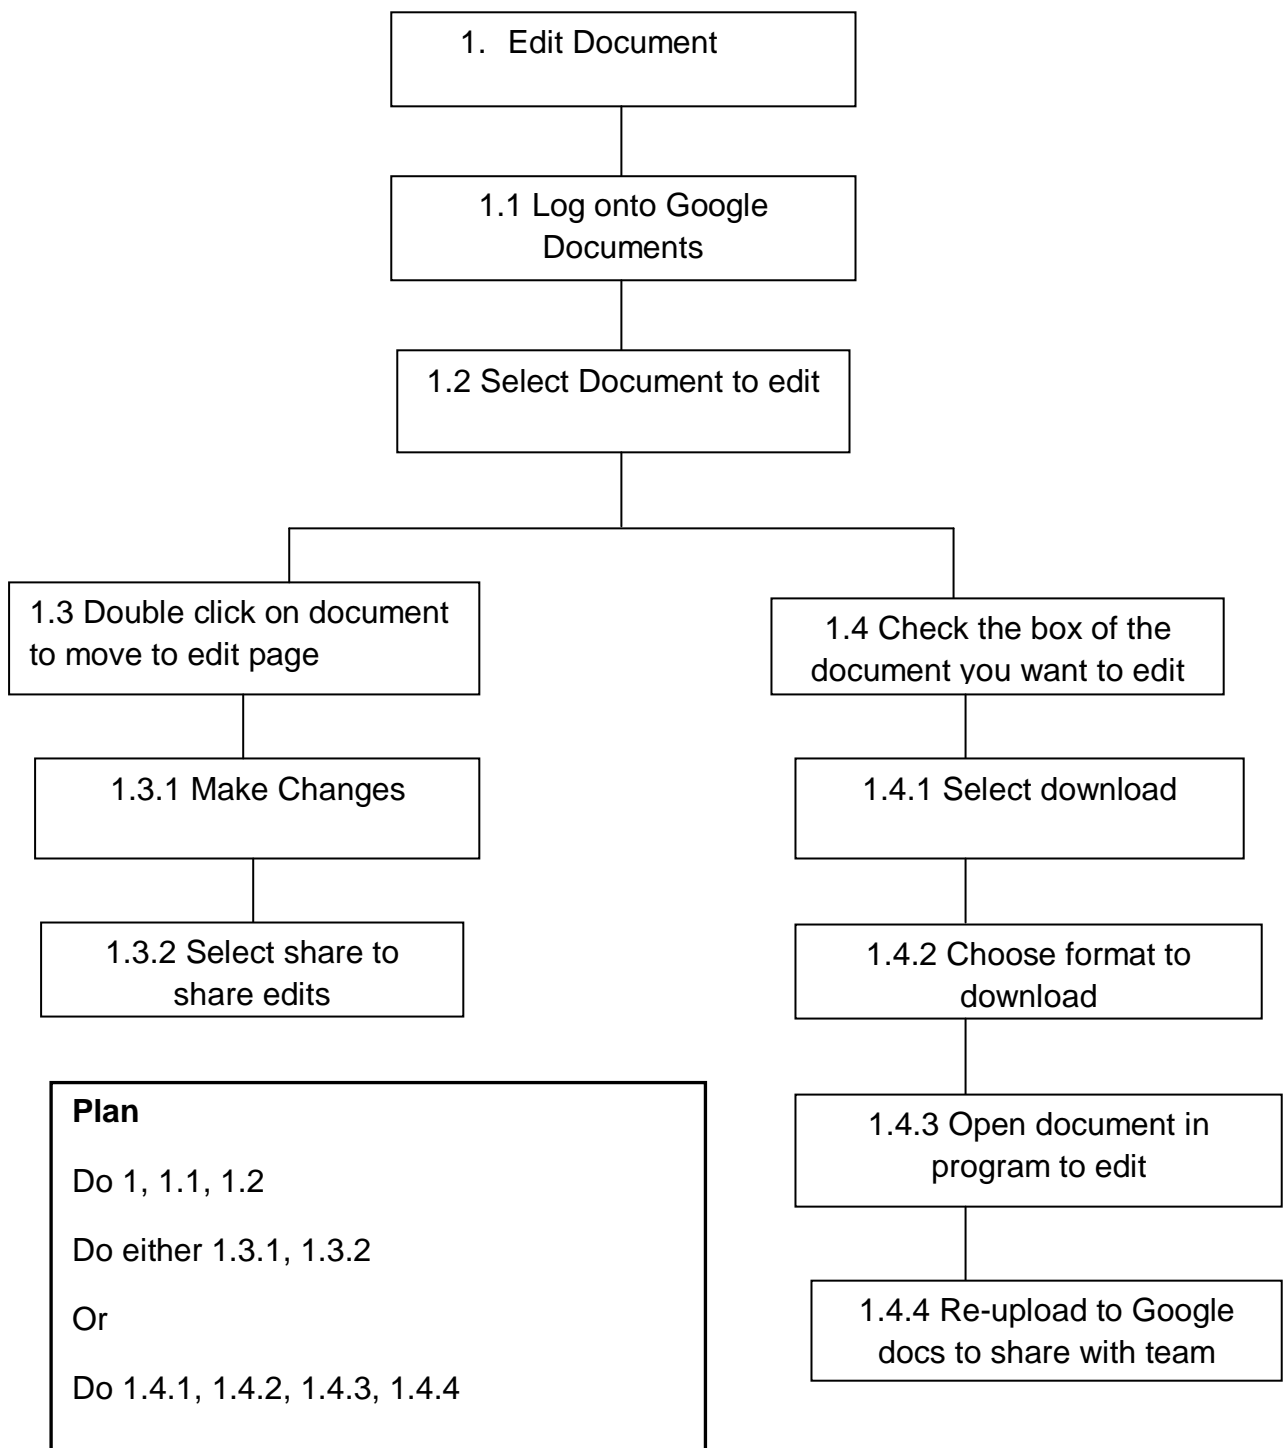 1. Edit Document
1.1 Log onto Google
Documents
1.2 Select Document to edit
1.3 Double click on document
to move to edit page
1.3.1 Make Changes
1.3.2 Select share to
share edits
1.4 Check the box of the
document you want to edit
1.4.1 Select download
1.4.2 Choose format to
download
1.4.3 Open document in
program to edit
1.4.4 Re-upload to Google
docs to share with team
Plan
Do 1, 1.1, 1.2
Do either 1.3.1, 1.3.2
Or
Do 1.4.1, 1.4.2, 1.4.3, 1.4.4